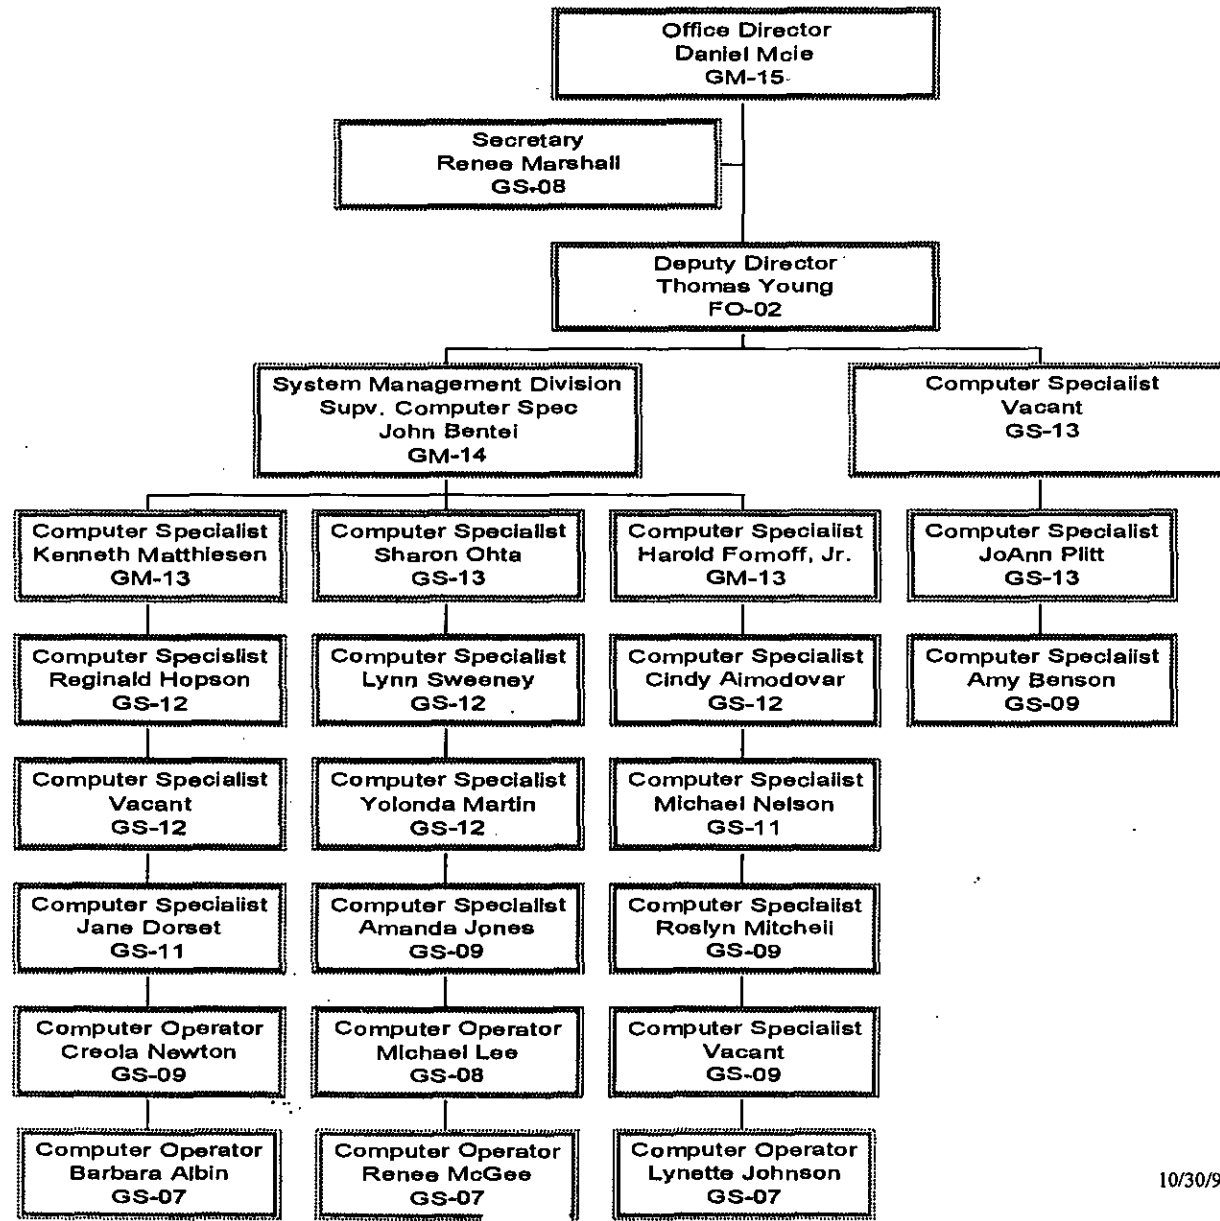 Office Director
Daniel Mcie
GM-15
Secretary
Renee Marshall
GS-08
Deputy Director
Thomas Young
FO-02
System Management Division
Supv. Computer Spec
John Bentei
GM-14
Computer Specialist
Vacant
GS-13
Computer Specialist
Kenneth Matthiesen
GM-13
Computer Specialist
Sharon Ohta
GS-13
Computer Specialist
Harold Fomoff, Jr.
GM-13
Computer Specialist
JoAnn Plitt
GS-13
Computer Specislist
Reginald Hopson
GS-12
Computer Specialist
Lynn Sweeney
GS-12
Computer Specialist
Cindy Aimodovar
GS-12
Computer Specialist
Amy Benson
GS-09
Computer Specialist
Vacant
GS-12
Computer Specialist
Yolonda Martin
GS-12
Computer Specialist
Michael Nelson
GS-11
Computer Specialist
Jane Dorset
GS-11
Computer Specialist
Amanda Jones
GS-09
Computer Specialist
Roslyn Mitcheii
GS-09
Computer Operator
Creola Newton
GS-09
Computer Operator
Michael Lee
GS-08
Computer Specialist
Vacant
GS-09
Computer Operator
Barbara Albin
GS-07
Computer Operator
Renee McGee
GS-07
Computer Operator
Lynette Johnson
GS-07
10/30/9